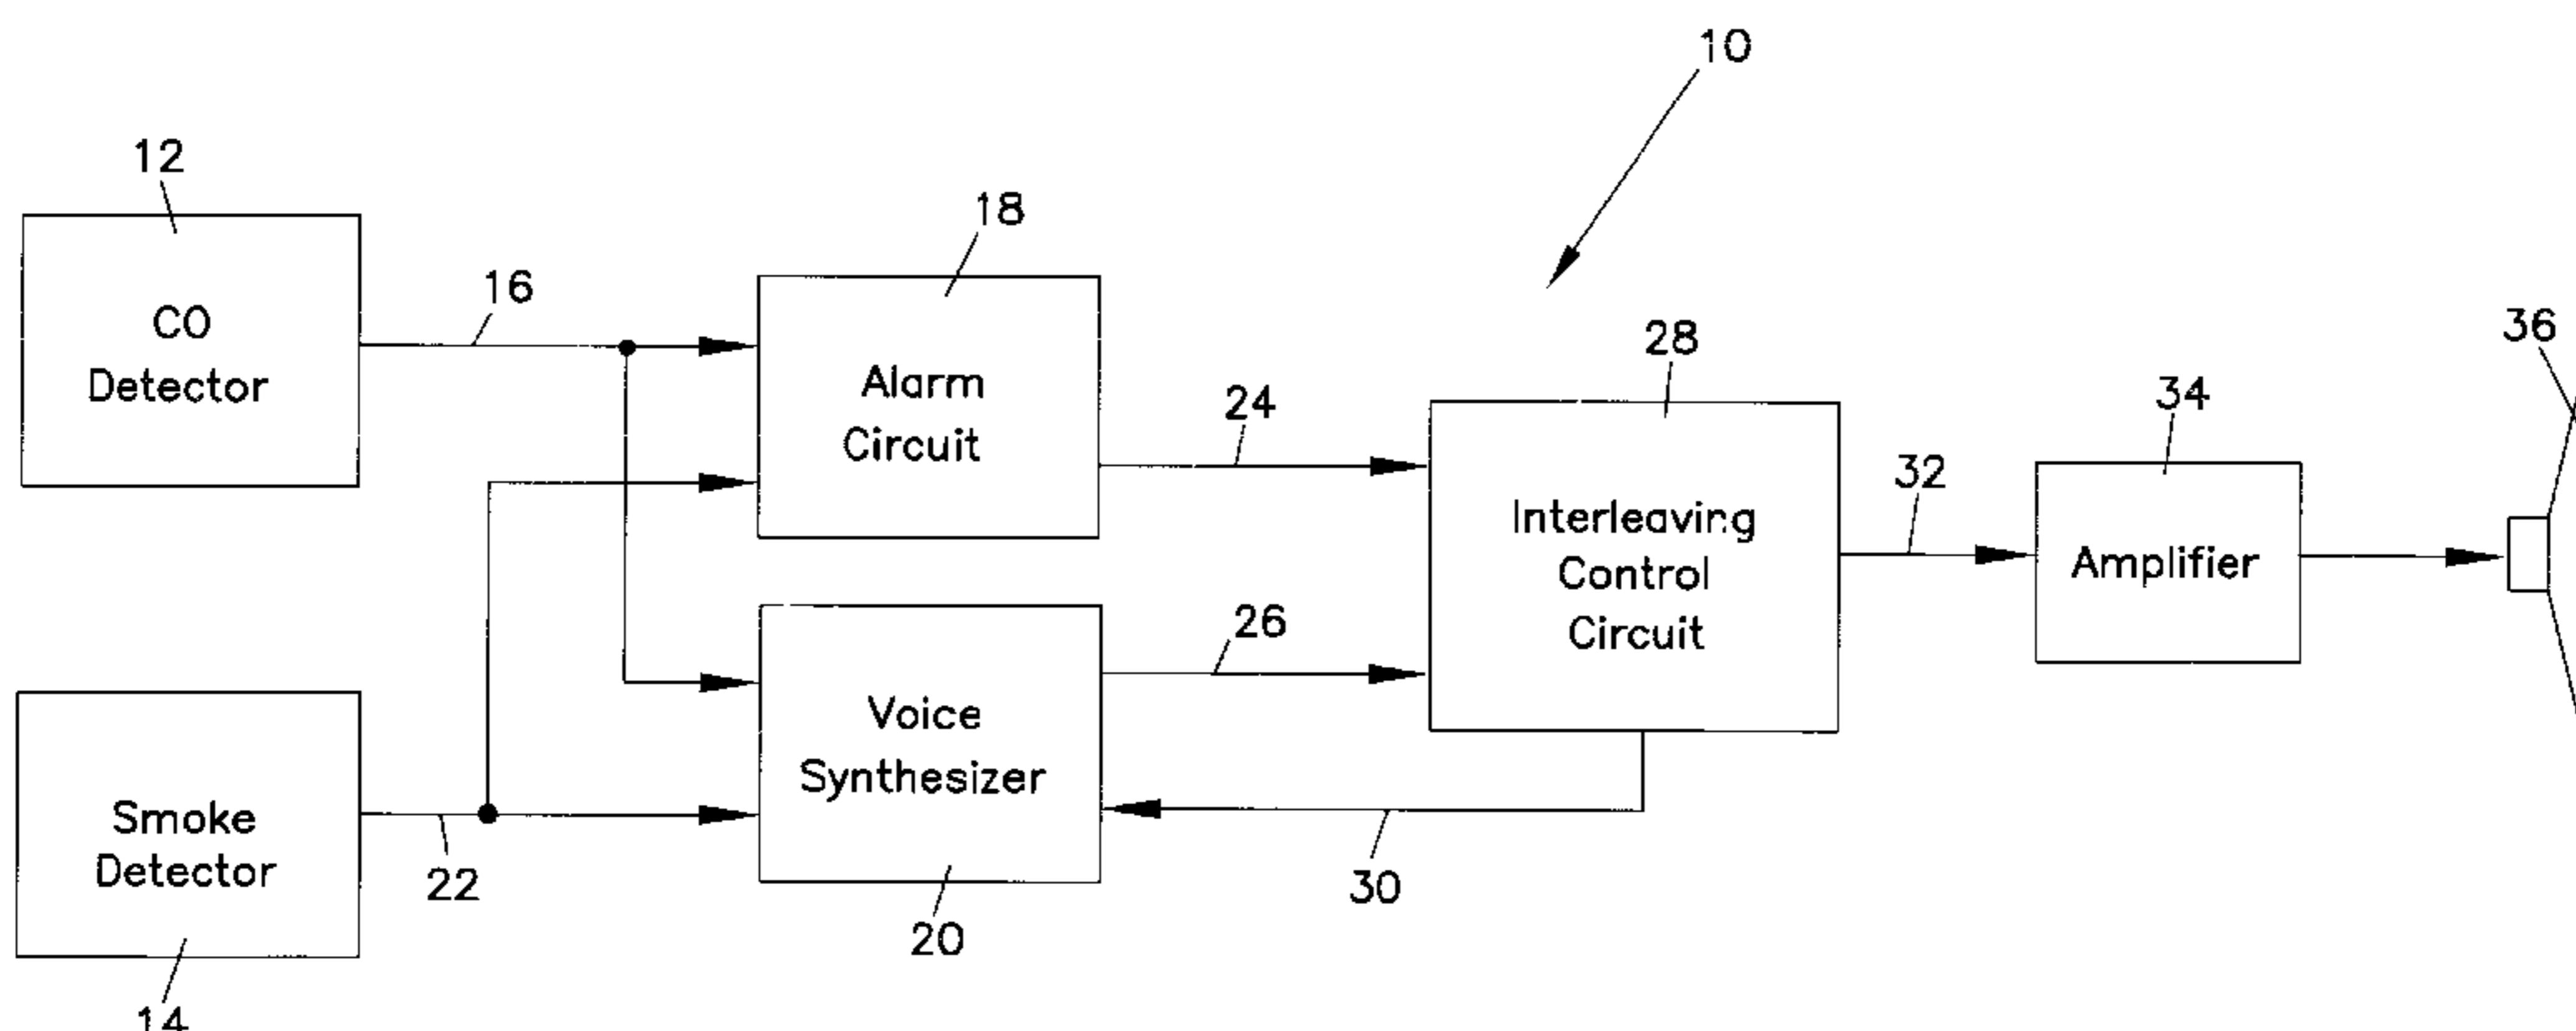 10
12
18
16
CO
Detector
Alarm
Circuit
24
28
36
34
32
Interleaving
Control
Circuit
Amplifier
26
Voice
Synthesizer
Smoke
Detector
22
30
20
14